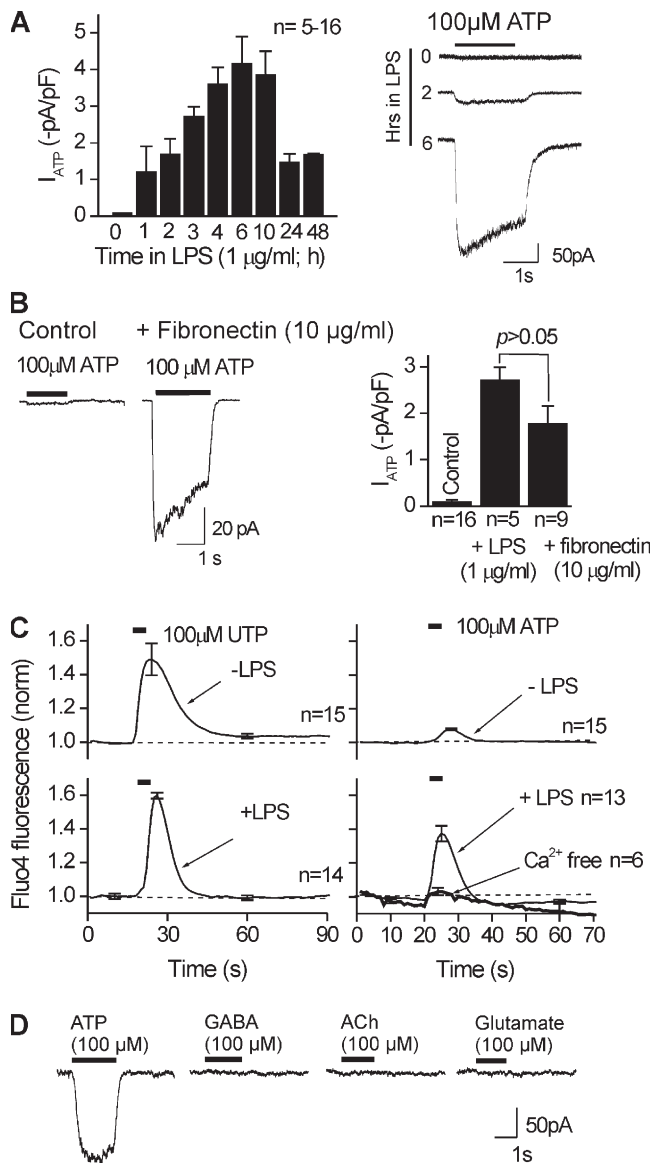 A
n= 5-16
I_ATP (-pA/pF)
5
4
3
2
1
0
0 1 2 3 4 6 10 24 48
Time in LPS (1 µg/ml; h)
100µM ATP
Hrs in LPS
0
2
6
50pA
1s
B
Control
+ Fibronectin (10 µg/ml)
100µM ATP
100 µM ATP
20 pA
1 s
I_ATP (-pA/pF)
3
2
1
0
p>0.05
Control
n=16 n=5 n=9
+ LPS
(1 µg/ml)
+ fibronectin
(10 µg/ml)
C
Fluo4 fluorescence (norm)
1.6
1.4
1.2
1.0
100µM UTP
-LPS
n=15
100µM ATP
- LPS
n=15
1.6
1.4
1.2
1.0
+LPS
n=14
0 30 60 90
Time (s)
+ LPS n=13
Ca2+ free n=6
0 10 20 30 40 50 60 70
Time (s)
D
ATP
(100 µM)
GABA
(100 µM)
ACh
(100 µM)
Glutamate
(100 µM)
50pA
1s